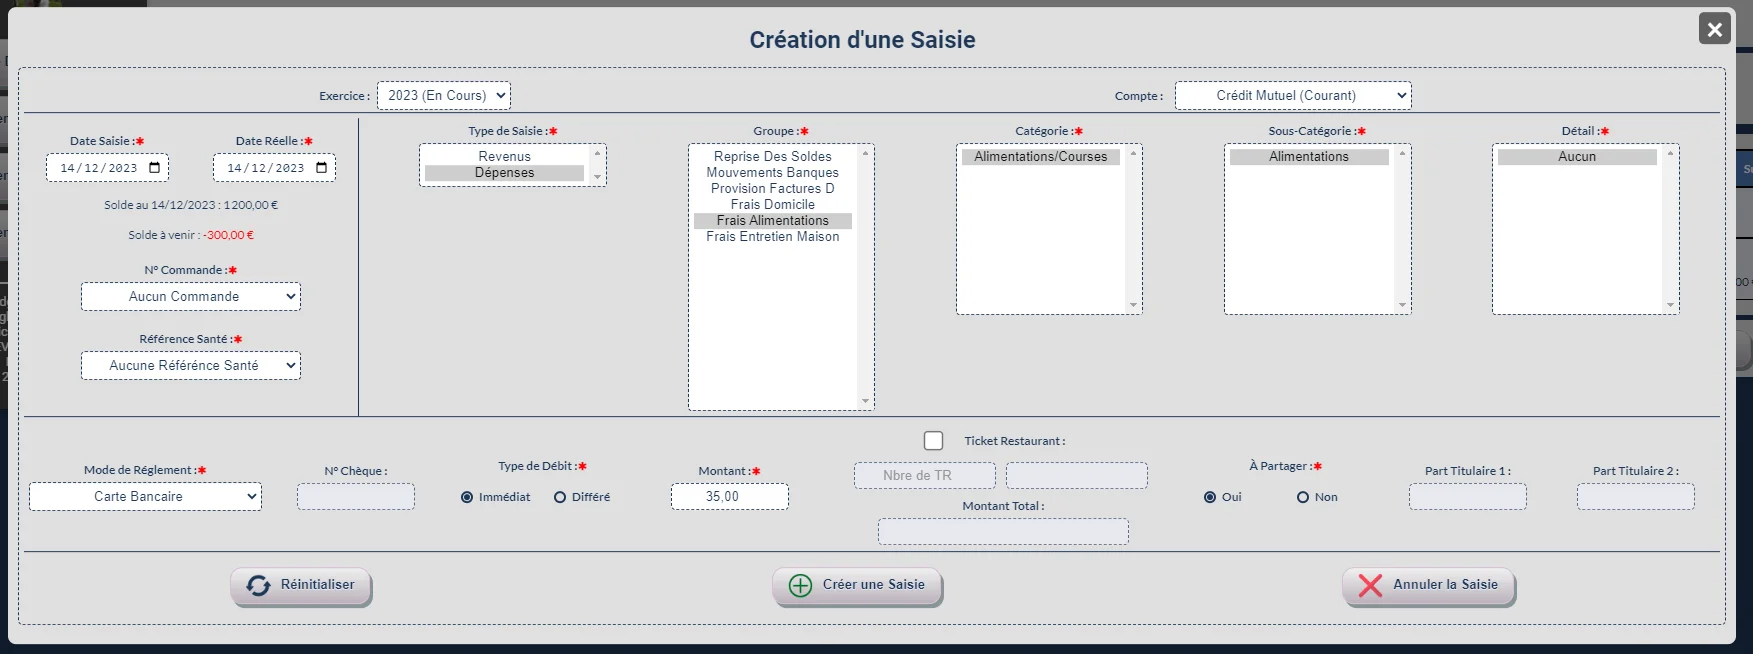 Création d'une Saisie
Exercice : 2023 (En Cours)
Compte : Crédit Mutuel (Courant)
Date Saisie :✱ Date Réelle :✱
14/12/2023 14/12/2023
Solde au 14/12/2023 : 1 200,00 €
Solde à venir : -300,00 €
N° Commande :✱
Aucun Commande
Référence Santé :✱
Aucune Référénce Santé
Type de Saisie :✱
Revenus
Dépenses
Groupe :✱
Reprise Des Soldes
Mouvements Banques
Provision Factures D
Frais Domicile
Frais Alimentations
Frais Entretien Maison
Catégorie :✱
Alimentations/Courses
Sous-Catégorie :✱
Alimentations
Détail :✱
Aucun
Mode de Réglement :✱
Carte Bancaire
N° Chèque :
Type de Débit :✱
Immédiat Différé
Montant :✱
35,00
Ticket Restaurant :
Nbre de TR
Montant Total :
À Partager :✱
Oui Non
Part Titulaire 1 :
Part Titulaire 2 :
Réinitialiser
Créer une Saisie
Annuler la Saisie